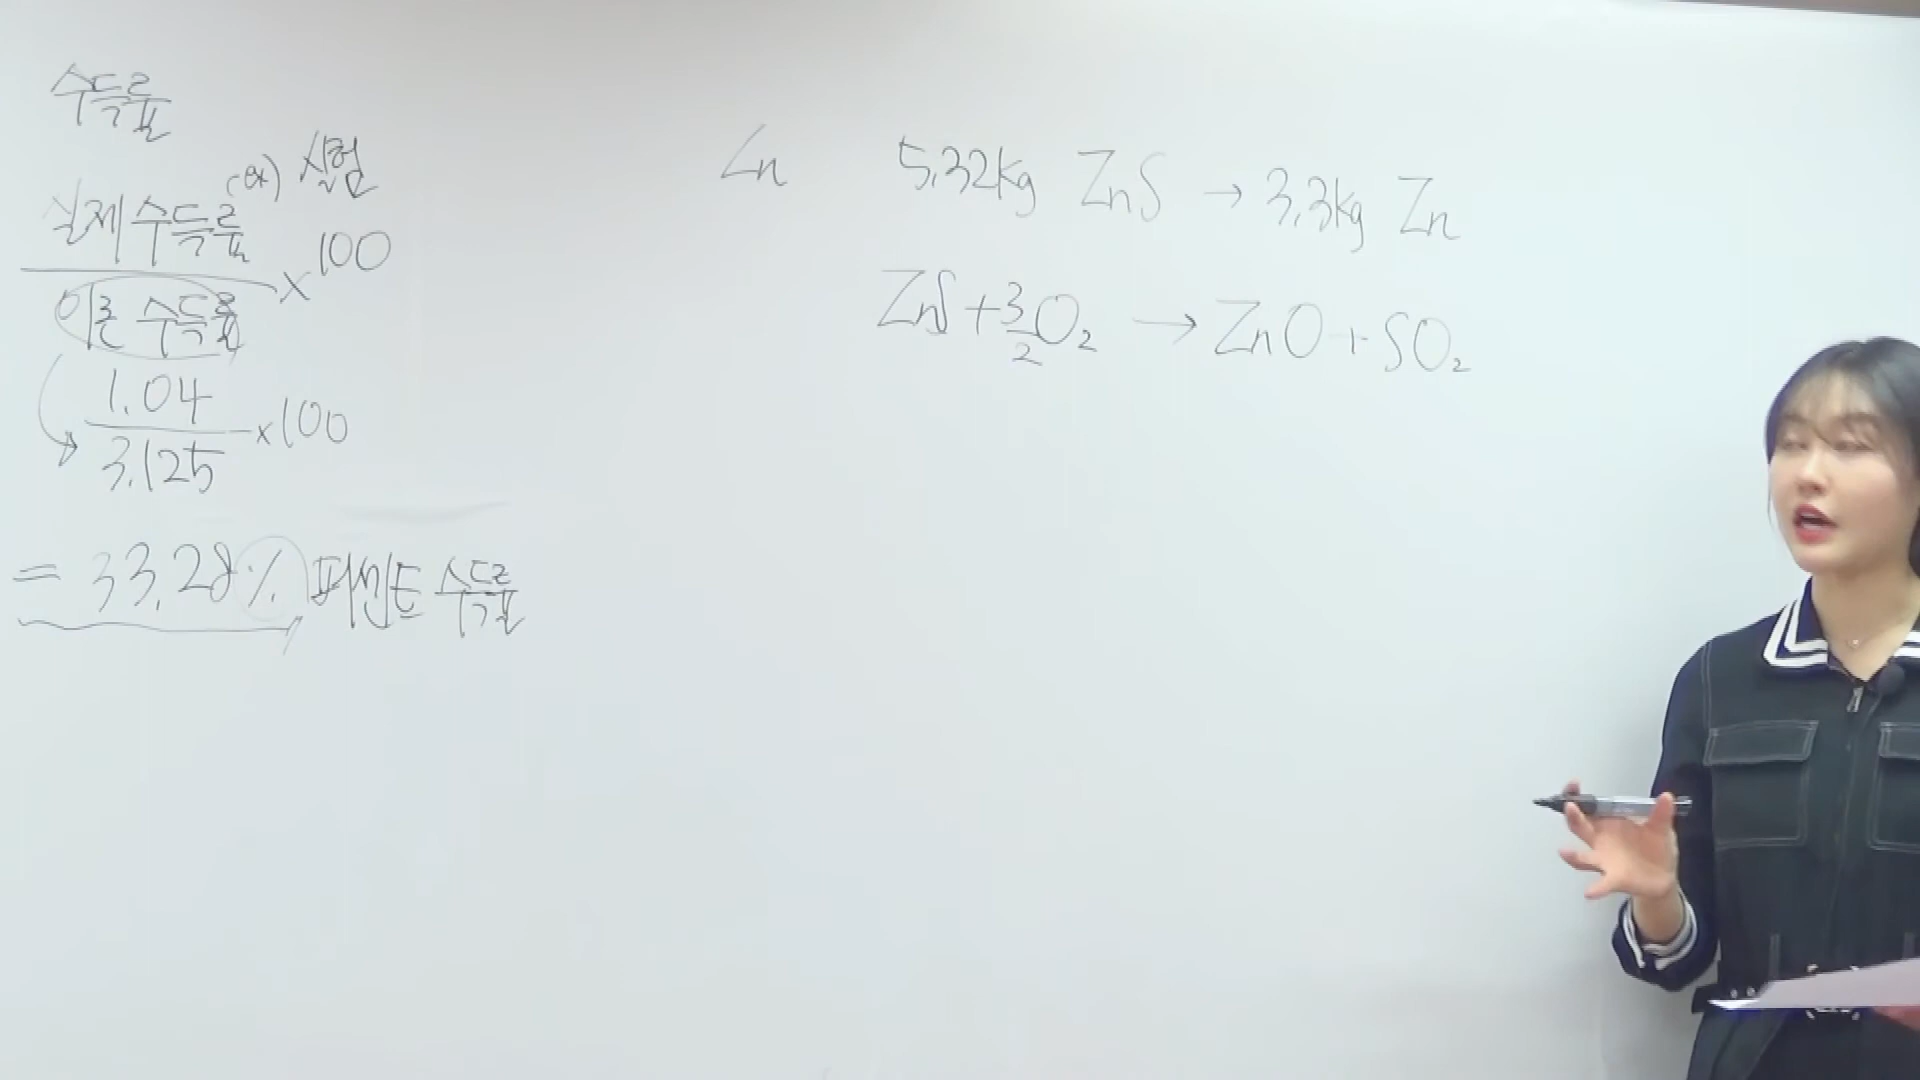 수득률
ex) 실험
실제 수득률
이론 수득률
×100
1.04
3.125
×100
= 33.28% 퍼센트 수득률
Zn
5.32kg ZnS → 3.3kg Zn
ZnS + 3/2 O₂ → ZnO + SO₂